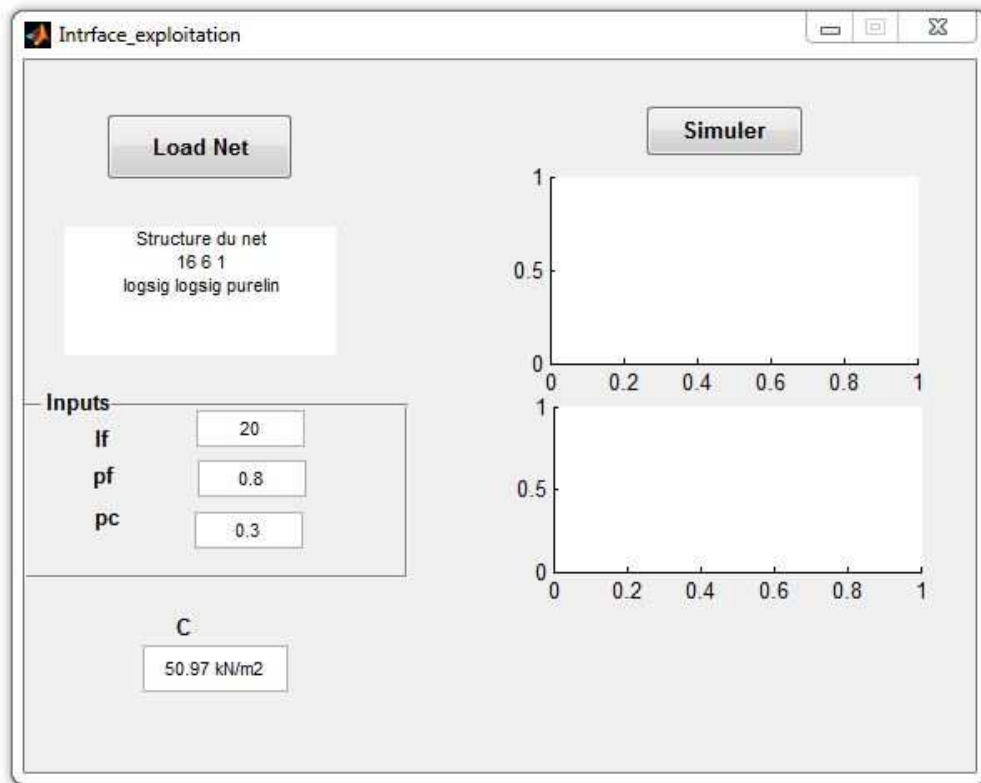 Intrface_exploitation
Load Net
Structure du net
16 6 1
logsig logsig purelin
Inputs
lf
20
pf
0.8
pc
0.3
C
50.97 kN/m2
Simuler
1
0.5
0
0 0.2 0.4 0.6 0.8 1
1
0.5
0
0 0.2 0.4 0.6 0.8 1